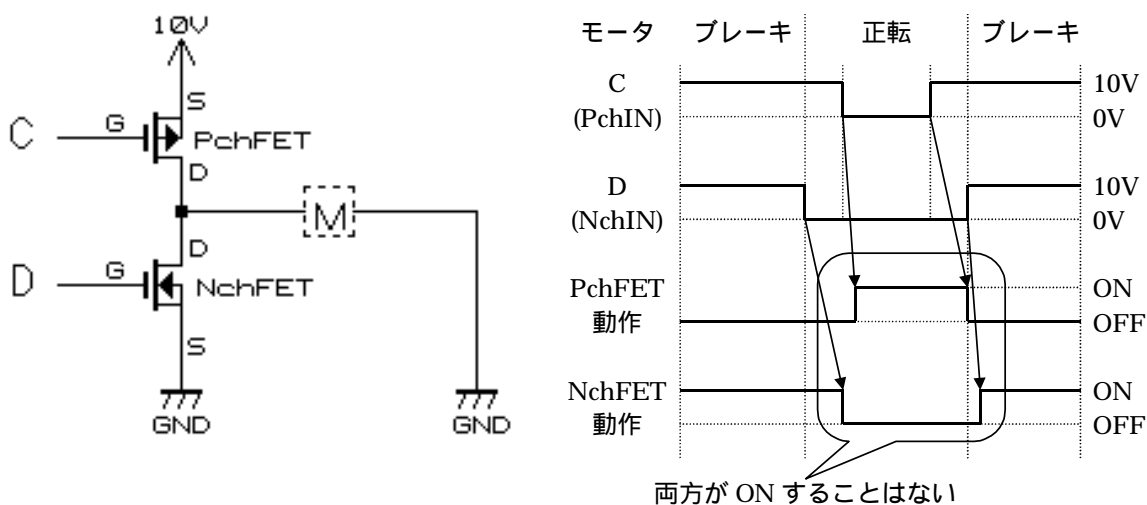 10V
S
C
G
PchFET
D
M
D
D
G
NchFET
S
GND
GND
モータ ブレーキ 正転 ブレーキ
C
(PchIN)
10V
0V
D
(NchIN)
10V
0V
PchFET
動作
ON
OFF
NchFET
動作
ON
OFF
両方が ON することはない